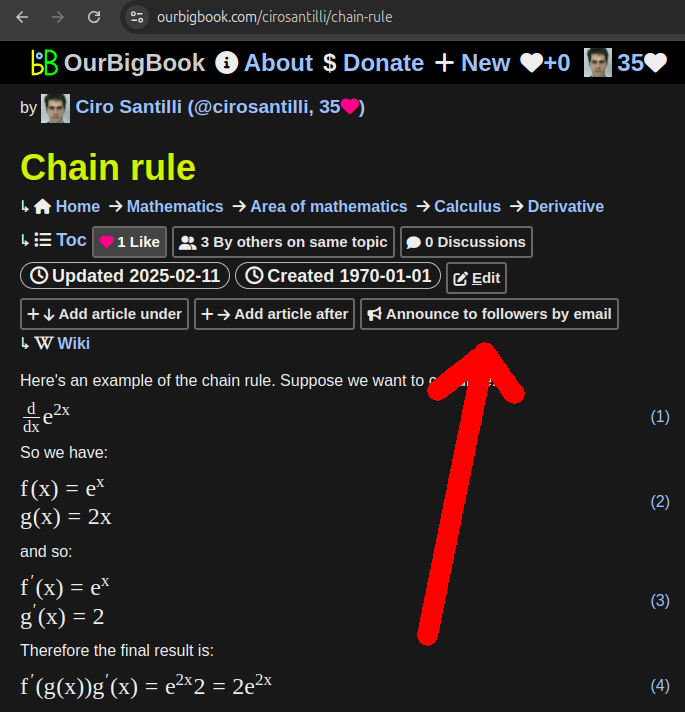 ourbigbook.com/cirosantilli/chain-rule
OurBigBook About $ Donate + New +0 35
by Ciro Santilli (@cirosantilli, 35)
Chain rule
↳ Home → Mathematics → Area of mathematics → Calculus → Derivative
↳ Toc 1 Like 3 By others on same topic 0 Discussions
Updated 2025-02-11 Created 1970-01-01 Edit
+↓ Add article under +→ Add article after Announce to followers by email
↳ W Wiki
Here's an example of the chain rule. Suppose we want to
d/dx e^{2x} (1)
So we have:
f(x) = e^x
g(x) = 2x (2)
and so:
f′(x) = e^x
g′(x) = 2 (3)
Therefore the final result is:
f′(g(x))g′(x) = e^{2x}2 = 2e^{2x} (4)